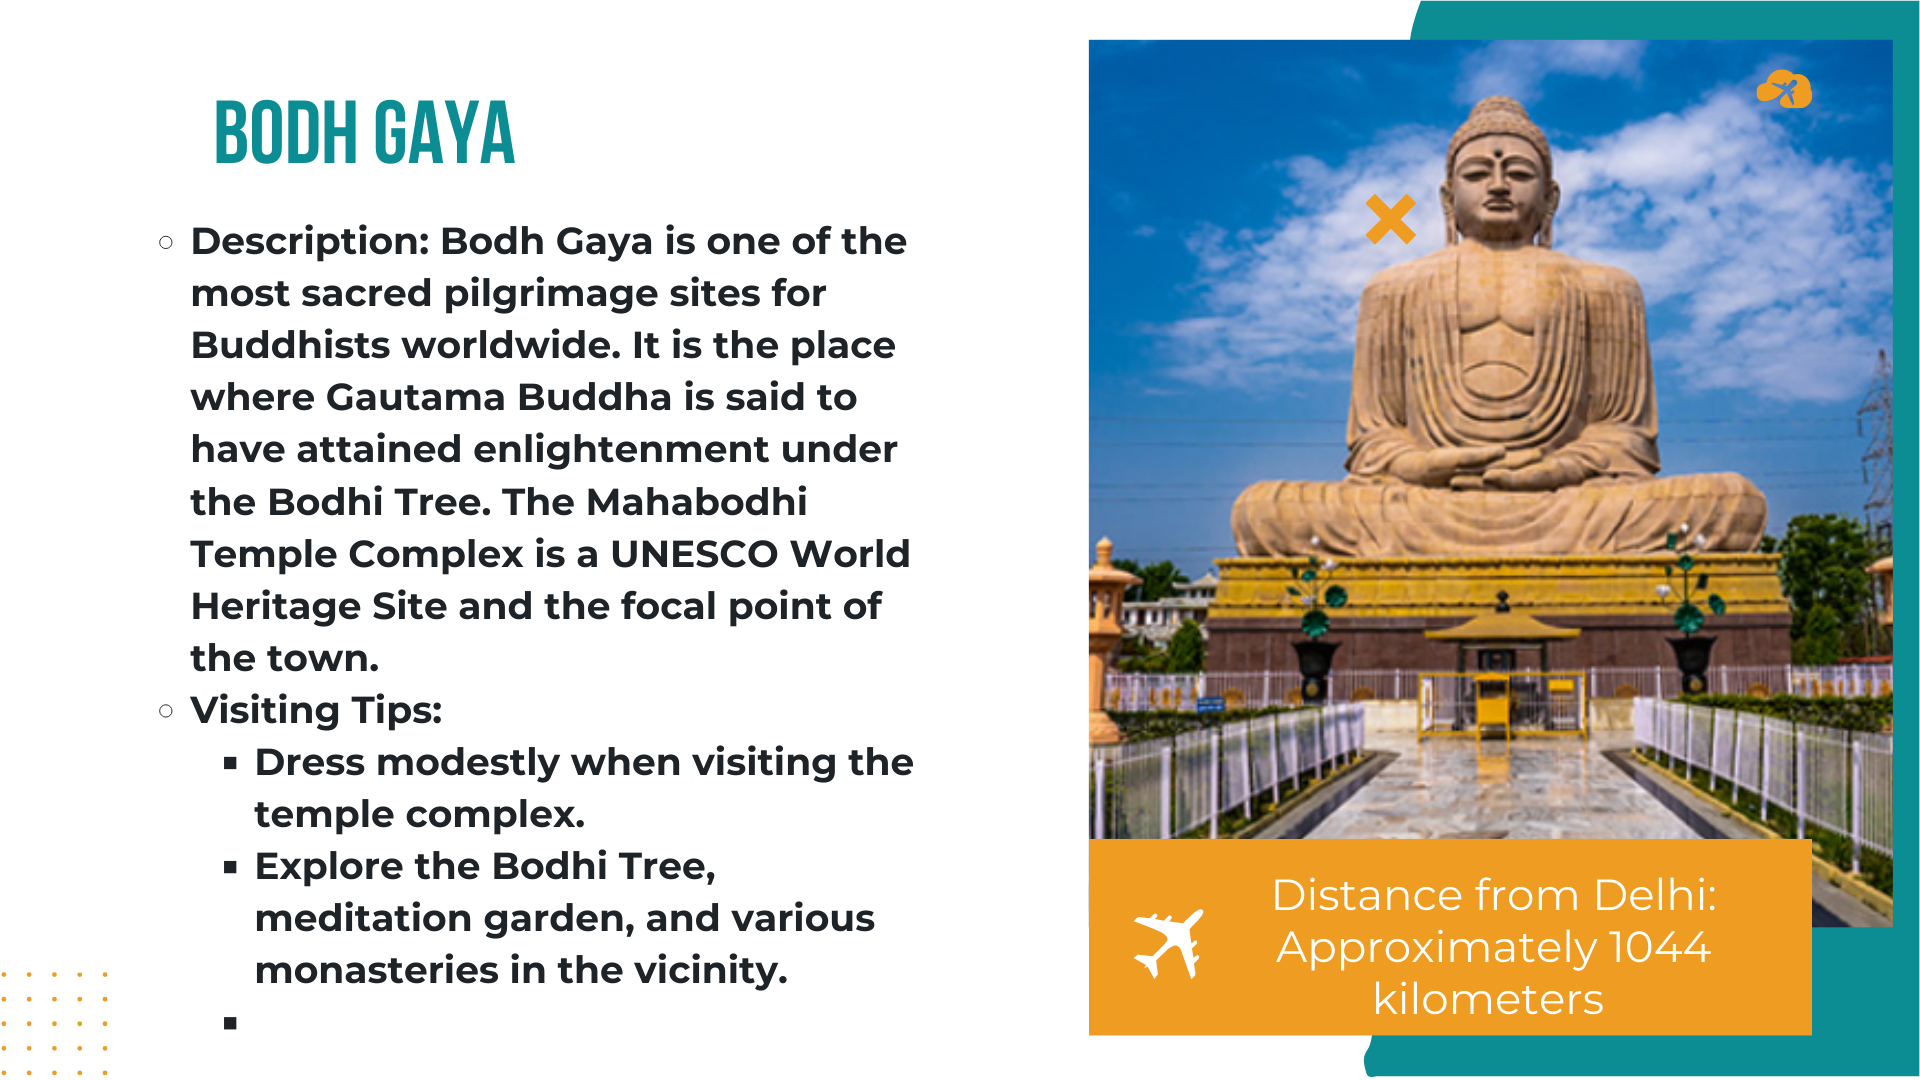 BODH GAYA
Description: Bodh Gaya is one of the
most sacred pilgrimage sites for
Buddhists worldwide. It is the place
where Gautama Buddha is said to
have attained enlightenment under
the Bodhi Tree. The Mahabodhi
Temple Complex is a UNESCO World
Heritage Site and the focal point of
the town.
Visiting Tips:
Dress modestly when visiting the
temple complex.
Explore the Bodhi Tree,
meditation garden, and various
monasteries in the vicinity.
Distance from Delhi:
Approximately 1044
kilometers